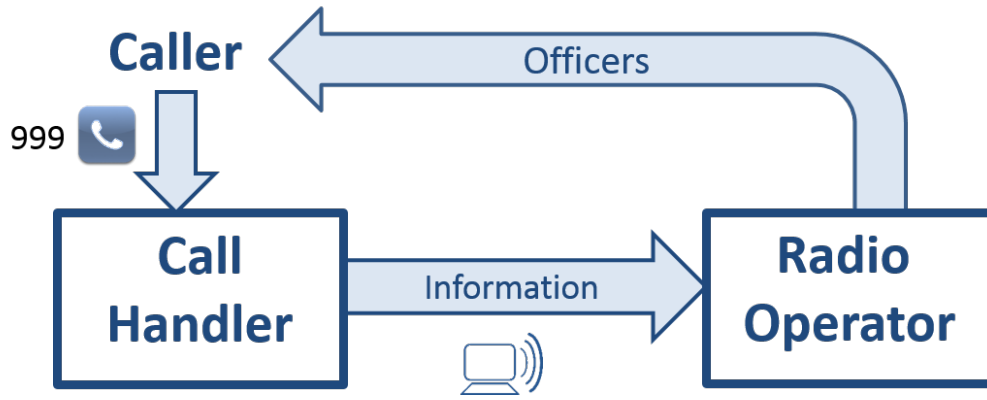 Caller
Officers
999
Call
Handler
Information
Radio
Operator